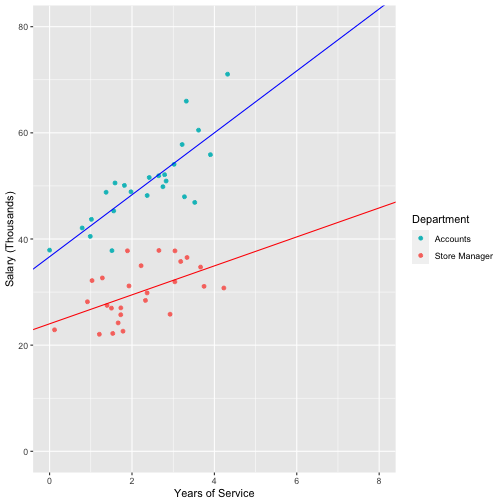 80
60
40
20
0
Salary (Thousands)
0 2 4 6 8
Years of Service
Department
Accounts
Store Manager